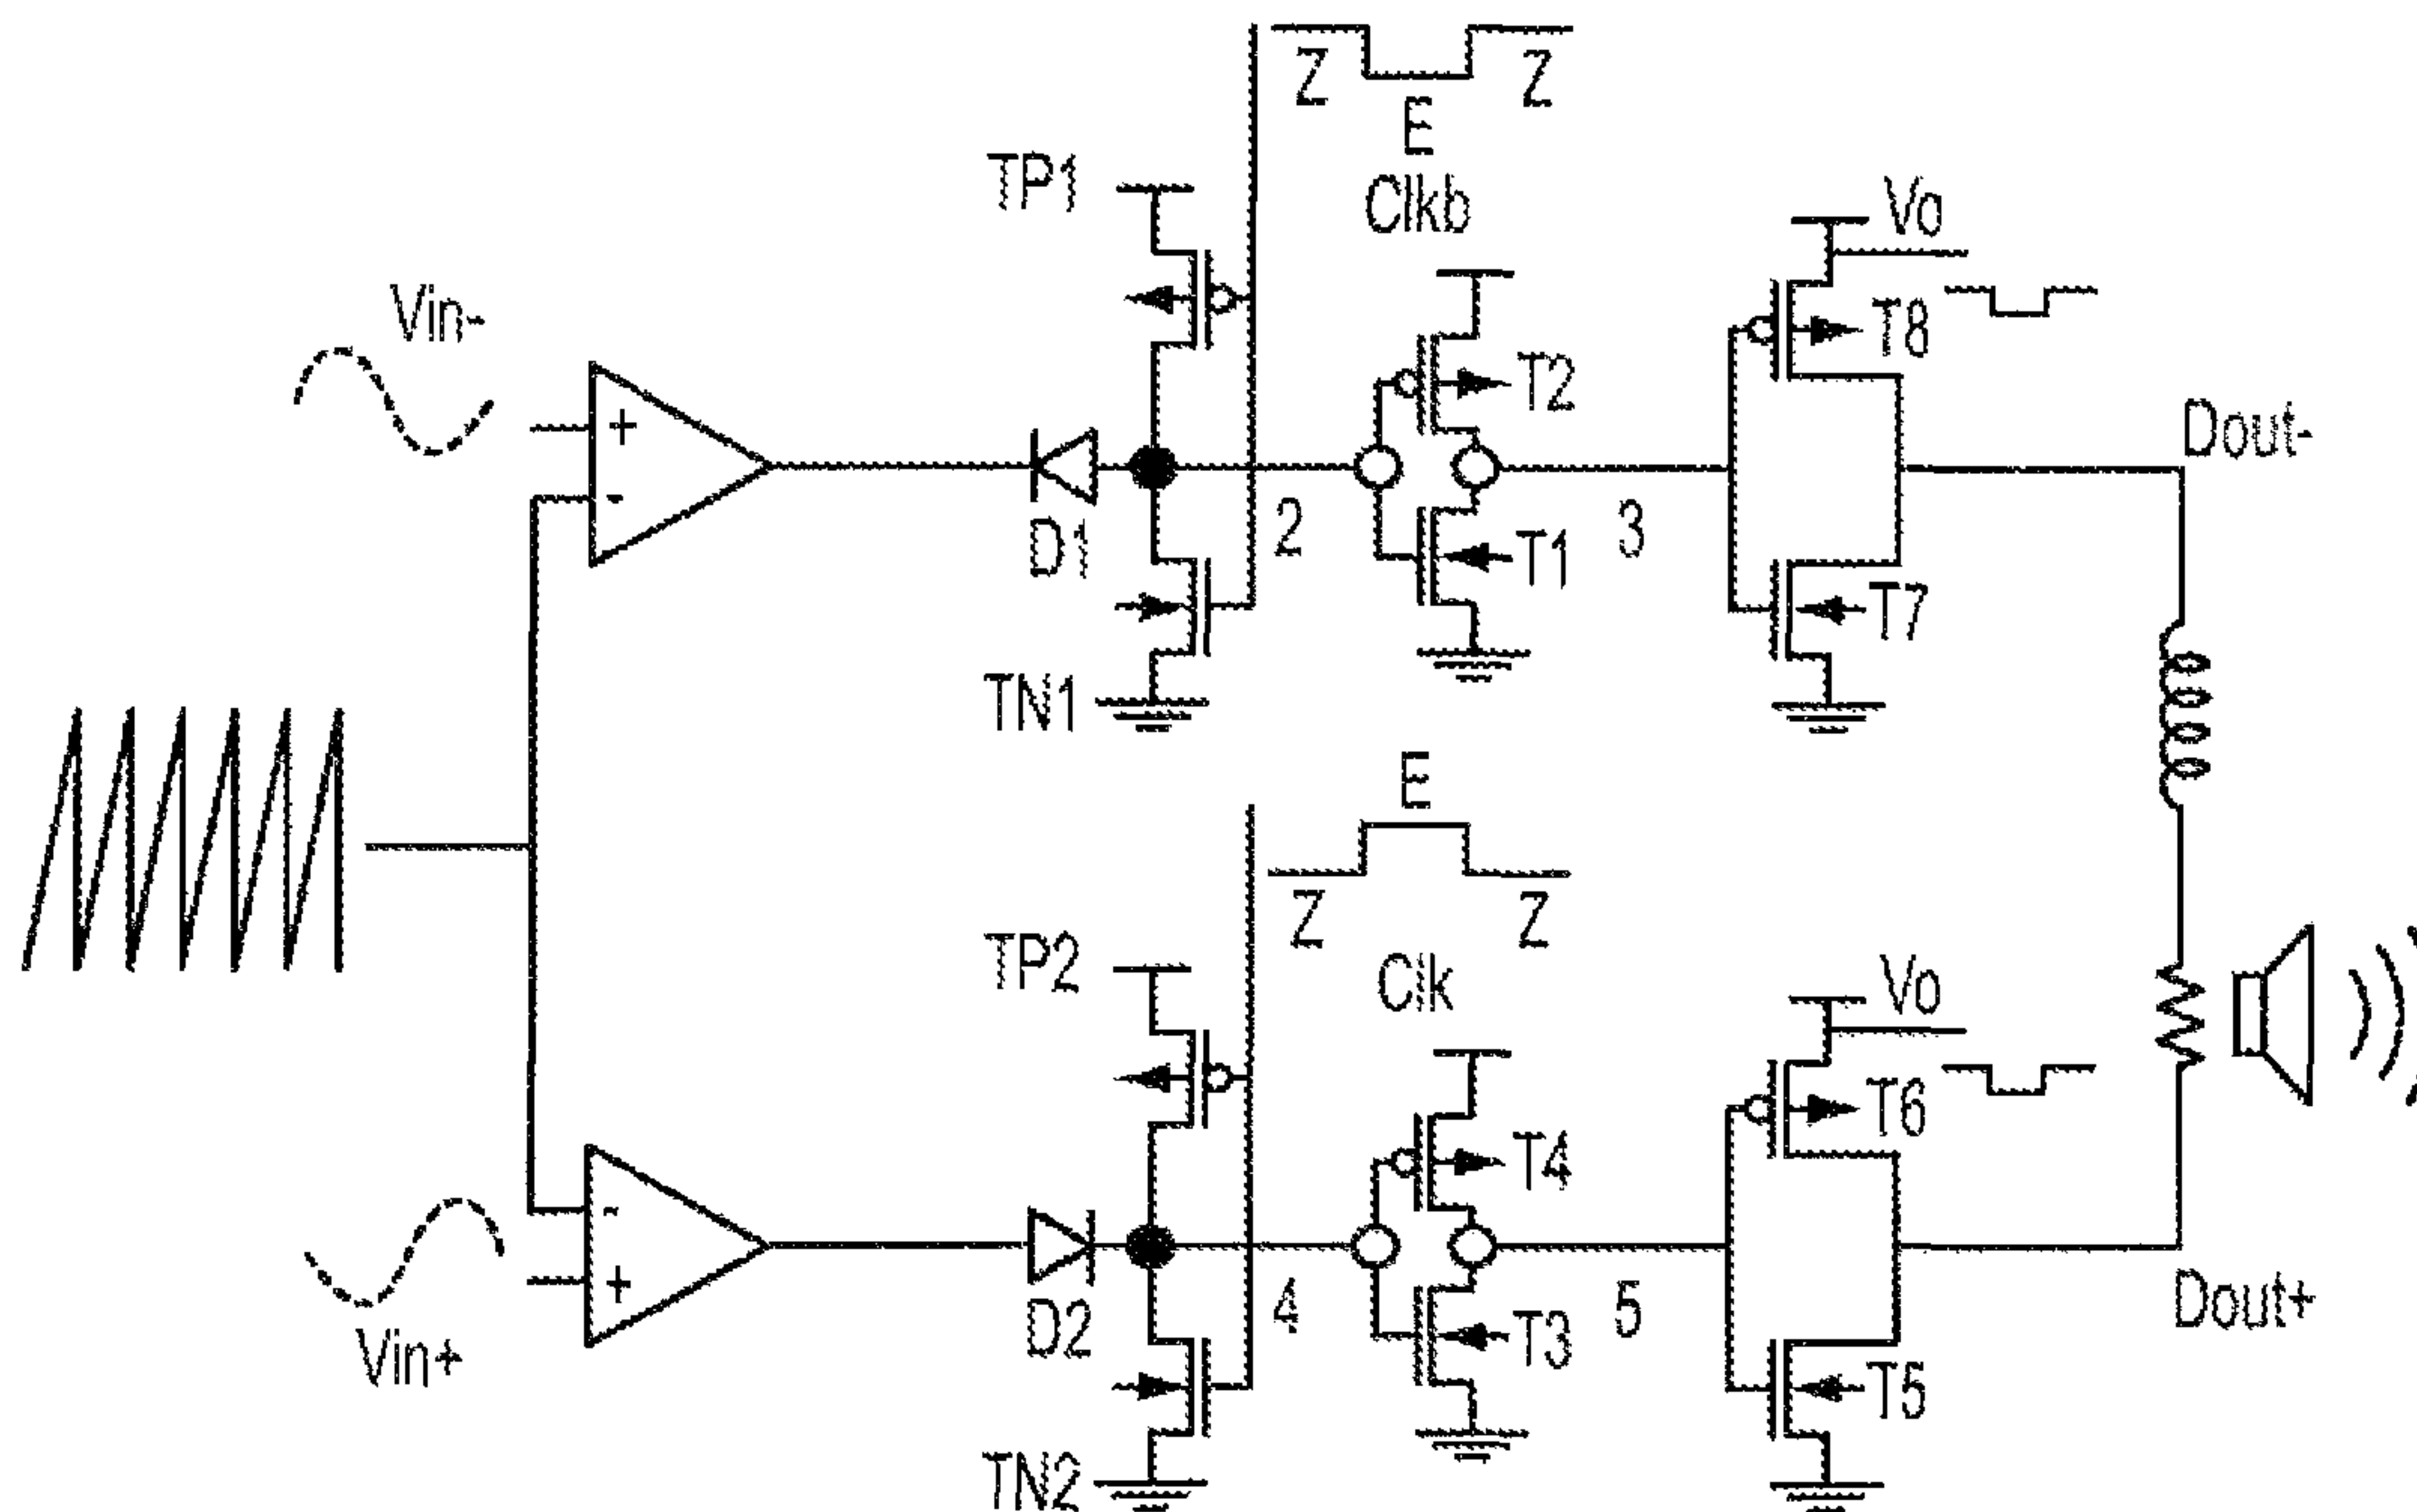 Z
Z
E
Clkb
TP1
Vo
Vin-
T8
T2
+
Dout-
-
D1
2
T1
3
T7
TN1
E
Z
Z
TP2
Clk
Vo
T6
T4
-
+
D2
4
5
Dout+
Vin+
T3
T5
TN2